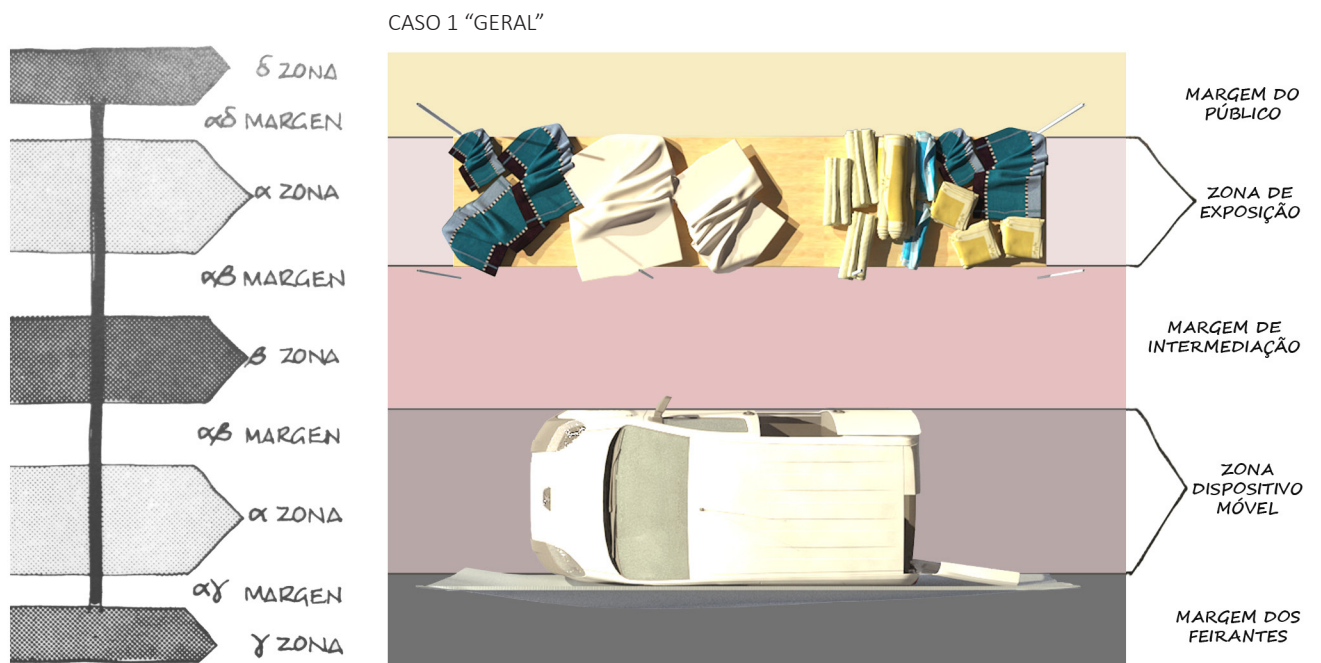 CASO 1 “GERAL”
δ ZONA
αδ MARGEN
α ZONA
αβ MARGEN
β ZONA
αβ MARGEN
α ZONA
αγ MARGEN
γ ZONA
MARGEM DO
PÚBLICO
ZONA DE
EXPOSIÇÃO
MARGEM DE
INTERMEDIAÇÃO
ZONA
DISPOSITIVO
MÓVEL
MARGEM DOS
FEIRANTES